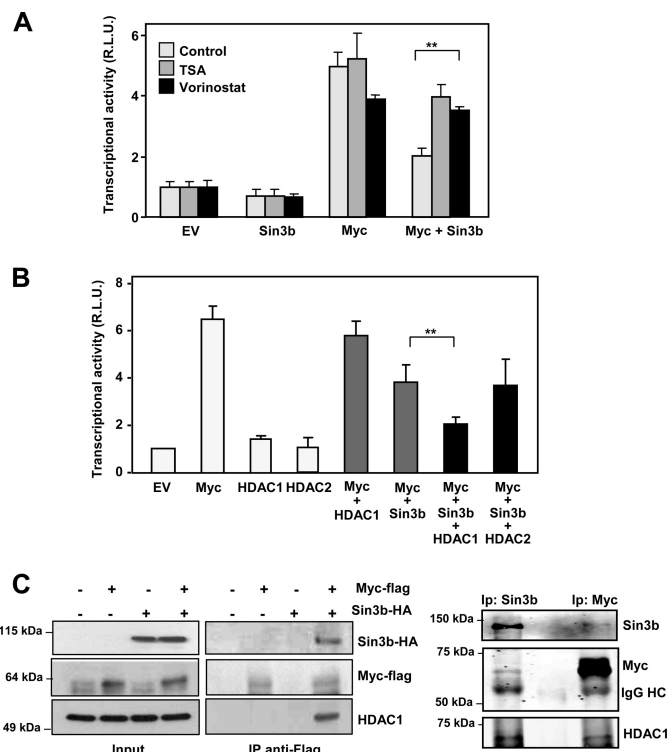 A
Transcriptional activity (R.L.U.)
6
4
2
0
Control
TSA
Vorinostat
**
EV Sin3b Myc Myc + Sin3b
B
Transcriptional activity (R.L.U.)
8
6
4
2
0
**
EV Myc HDAC1 HDAC2 Myc + HDAC1 Myc + Sin3b Myc + Sin3b + HDAC1 Myc + Sin3b + HDAC2
C
- + - + - + - + Myc-flag
- - + + - - + + Sin3b-HA
115 kDa Sin3b-HA
64 kDa Myc-flag
49 kDa HDAC1
Input IP anti-Flag
Ip: Sin3b Ip: Myc
150 kDa Sin3b
75 kDa Myc
IgG HC
50 kDa
75 kDa HDAC1